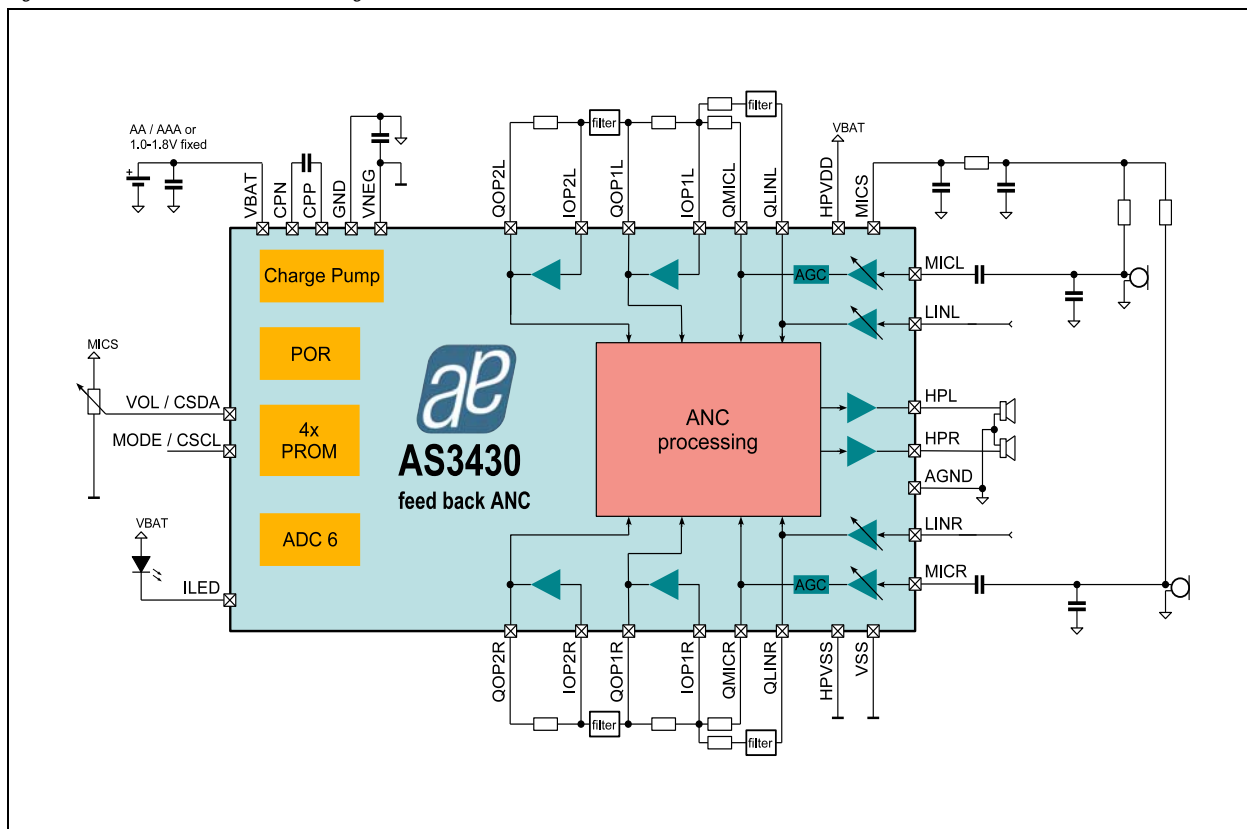 AA / AAA or
1.0-1.8V fixed
VBAT
CPN
CPP
GND
VNEG
QOP2L
IOP2L
QOP1L
IOP1L
QMICL
QLINL
HPVDD
MICS
filter
filter
VBAT
Charge Pump
POR
4x
PROM
ADC 6
ae
AS3430
feed back ANC
ANC
processing
AGC
AGC
MICS
VOL / CSDA
MODE / CSCL
VBAT
ILED
MICL
LINL
HPL
HPR
AGND
LINR
MICR
QOP2R
IOP2R
QOP1R
IOP1R
QMICR
QLINR
HPVSS
VSS
filter
filter